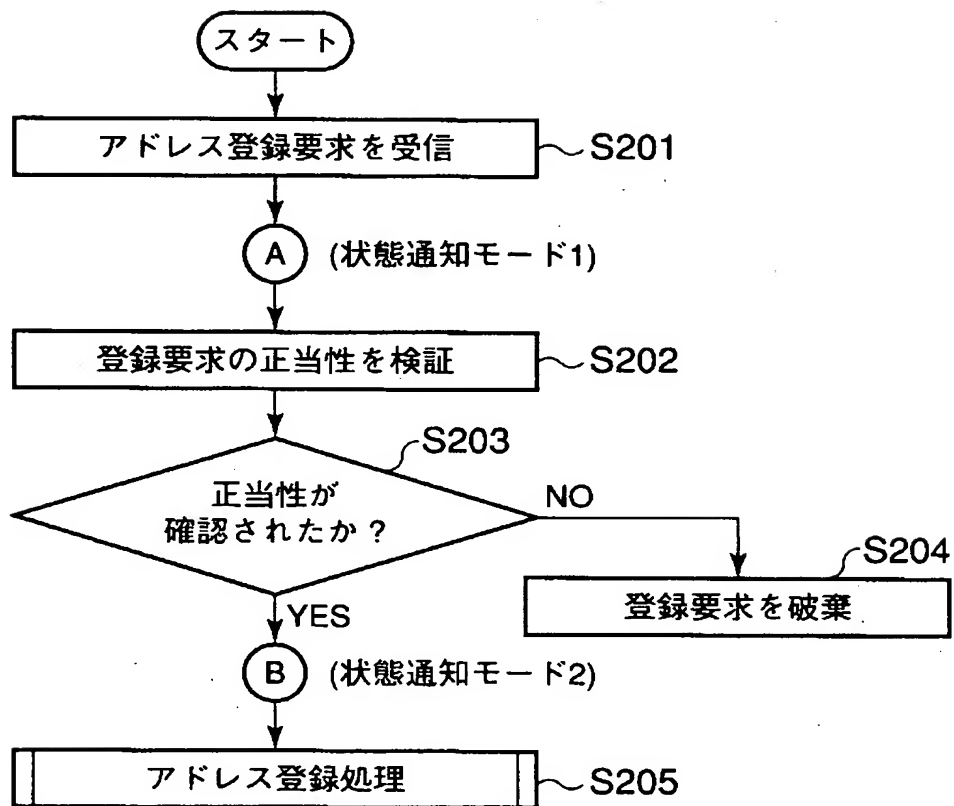 スタート
アドレス登録要求を受信 S201
A (状態通知モード1)
登録要求の正当性を検証 S202
S203
正当性が
確認されたか?
NO
S204
登録要求を破棄
YES
B (状態通知モード2)
アドレス登録処理 S205